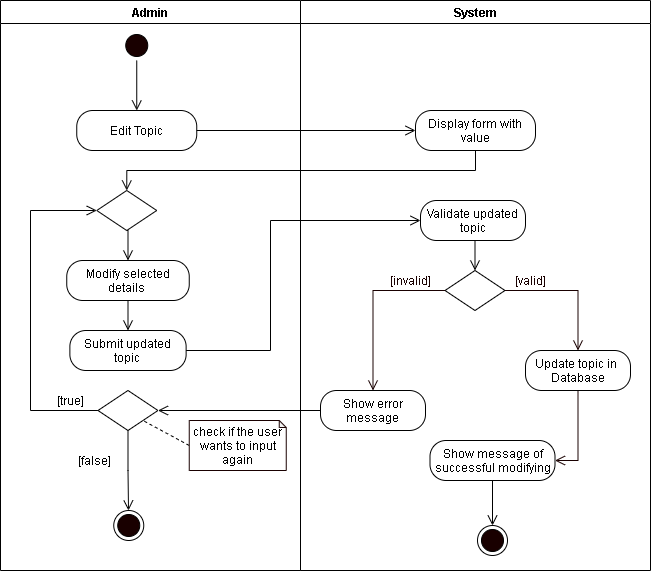 Admin
System
Edit Topic
Display form with
value
Validate updated
topic
Modify selected
details
[invalid]
[valid]
Submit updated
topic
Update topic in
Database
[true]
Show error
message
check if the user
wants to input
again
[false]
Show message of
successful modifying